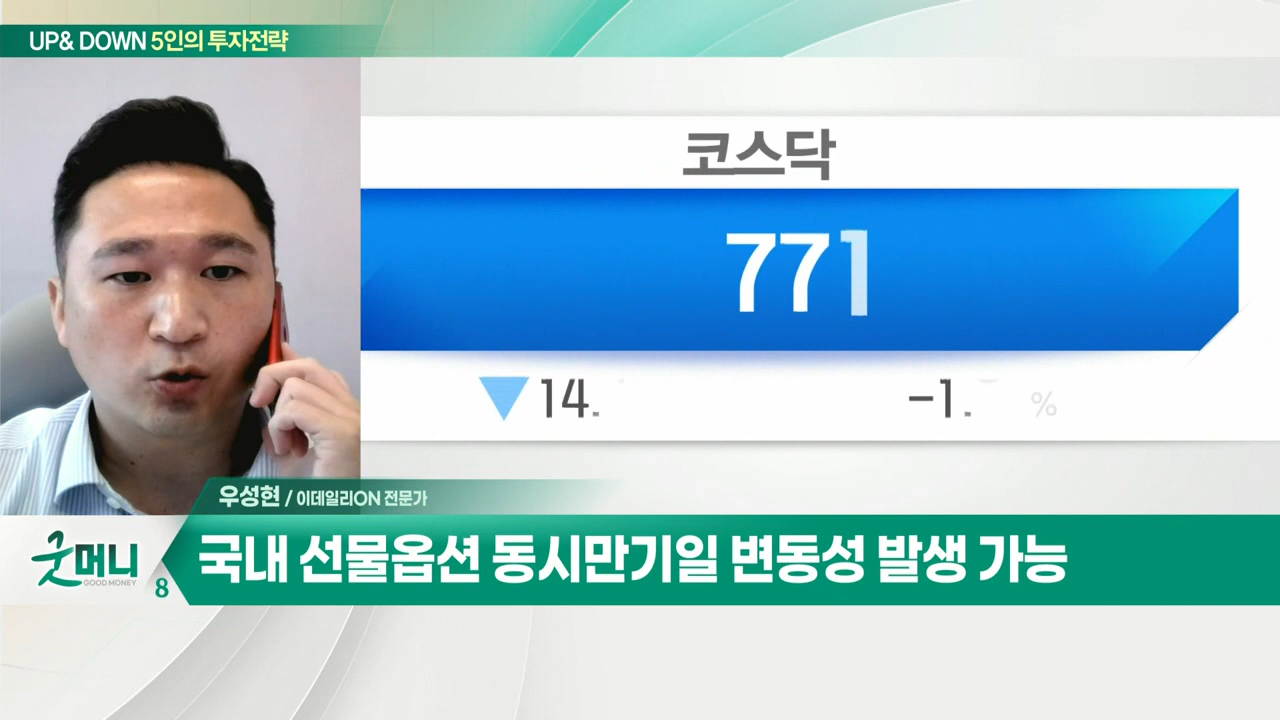 UP& DOWN 5인의 투자전략
코스닥
771
▼14.
-1. %
우성현 / 이데일리ON 전문가
굿머니
GOOD MONEY
8
국내 선물옵션 동시만기일 변동성 발생 가능